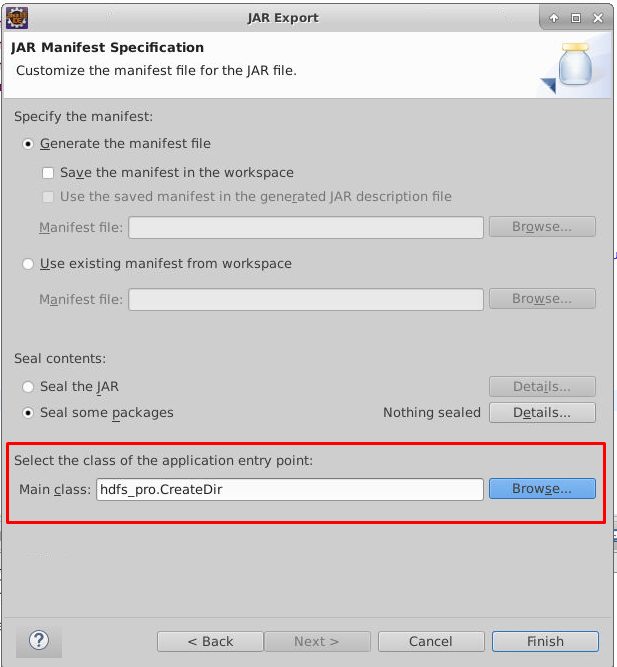 JAR Export
JAR Manifest Specification
Customize the manifest file for the JAR file.
Specify the manifest:
Generate the manifest file
Save the manifest in the workspace
Use the saved manifest in the generated JAR description file
Manifest file: Browse...
Use existing manifest from workspace
Manifest file: Browse...
Seal contents:
Seal the JAR Details...
Seal some packages Nothing sealed Details...
Select the class of the application entry point:
Main class: hdfs_pro.CreateDir Browse...
? < Back Next > Cancel Finish